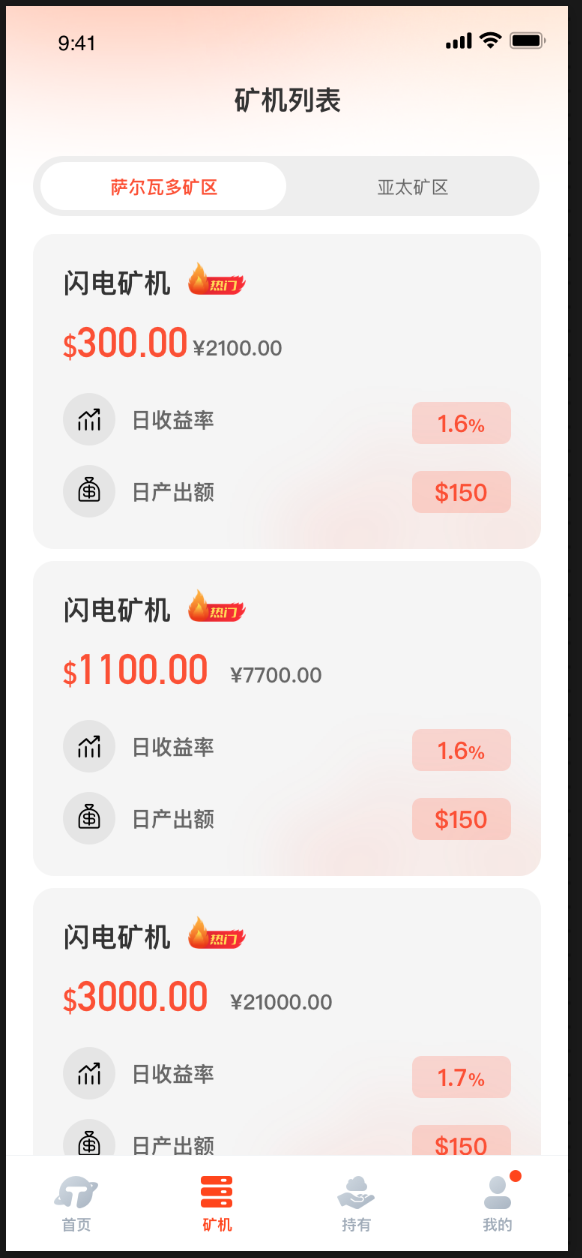 9:41
矿机列表
萨尔瓦多矿区 亚太矿区
闪电矿机 热门
$300.00 ¥2100.00
日收益率 1.6%
日产出额 $150
闪电矿机 热门
$1100.00 ¥7700.00
日收益率 1.6%
日产出额 $150
闪电矿机 热门
$3000.00 ¥21000.00
日收益率 1.7%
日产出额 $150
首页 矿机 持有 我的